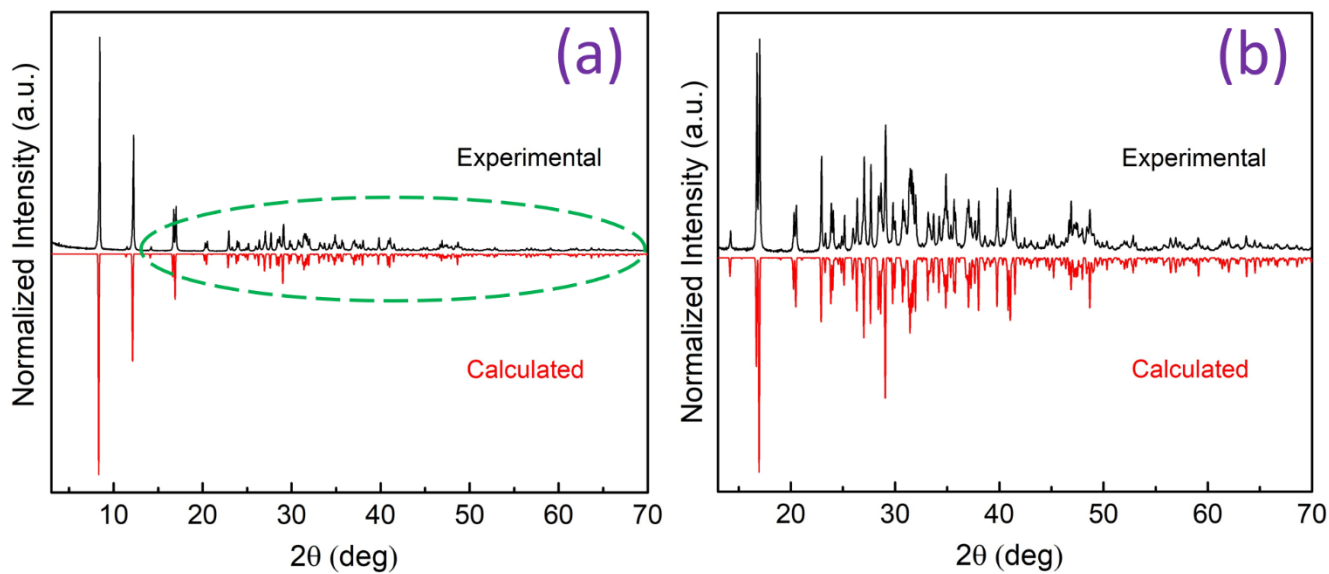 (a)
Normalized Intensity (a.u.)
Experimental
Calculated
10 20 30 40 50 60 70
2θ (deg)
(b)
Normalized Intensity (a.u.)
Experimental
Calculated
20 30 40 50 60 70
2θ (deg)